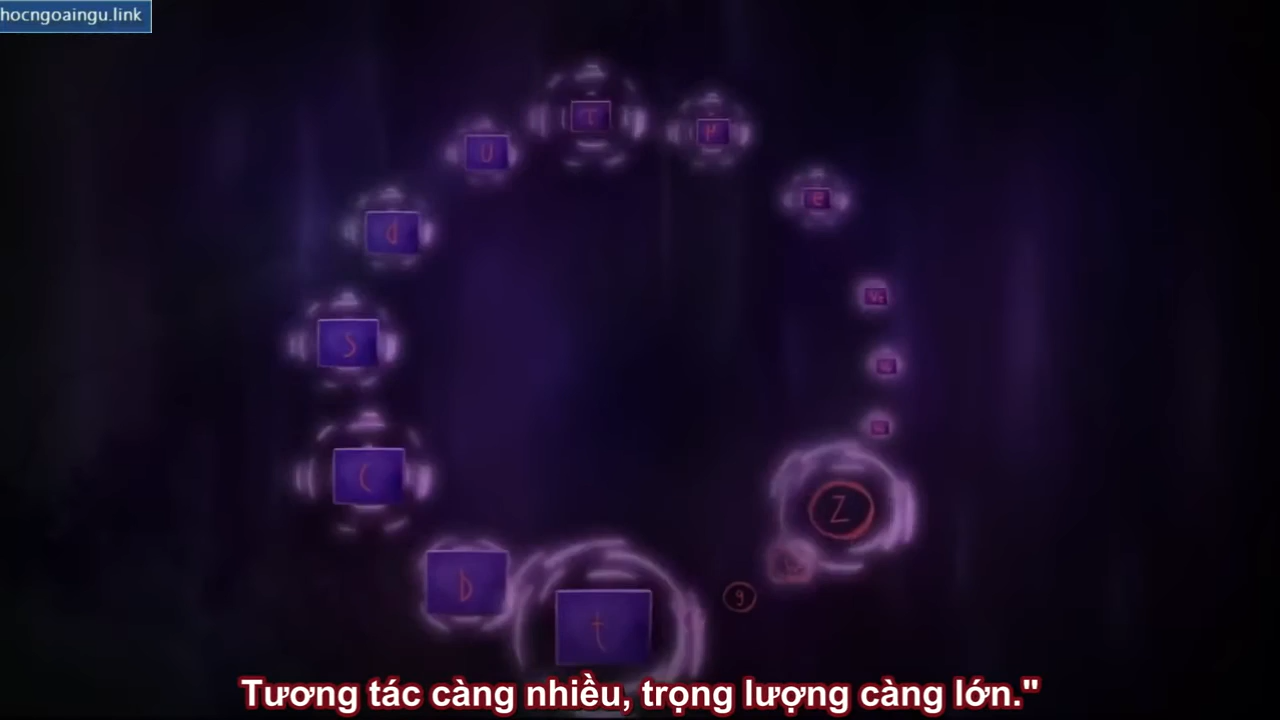 hocngoaingu.link
τ
μ
U
d
e
S
C
Z
b
g
t
Tương tác càng nhiều, trọng lượng càng lớn."